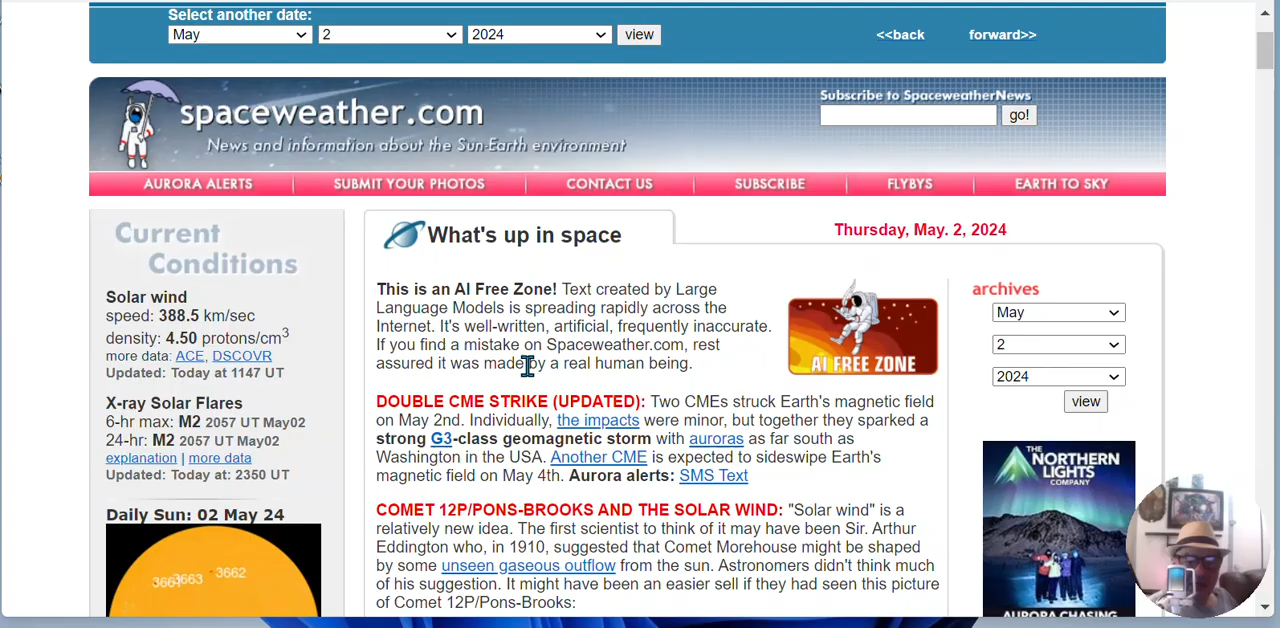 Select another date:
May 2 2024 view <<back forward>>
spaceweather.com
News and information about the Sun-Earth environment
Subscribe to SpaceweatherNews
go!
AURORA ALERTS SUBMIT YOUR PHOTOS CONTACT US SUBSCRIBE FLYBYS EARTH TO SKY
Current
Conditions
Solar wind
speed: 388.5 km/sec
density: 4.50 protons/cm3
more data: ACE, DSCOVR
Updated: Today at 1147 UT
X-ray Solar Flares
6-hr max: M2 2057 UT May02
24-hr: M2 2057 UT May02
explanation | more data
Updated: Today at: 2350 UT
Daily Sun: 02 May 24
3663
3662
What's up in space
Thursday, May. 2, 2024
This is an AI Free Zone! Text created by Large
Language Models is spreading rapidly across the
Internet. It's well-written, artificial, frequently inaccurate.
If you find a mistake on Spaceweather.com, rest
assured it was made by a real human being.
AI FREE ZONE
DOUBLE CME STRIKE (UPDATED): Two CMEs struck Earth's magnetic field
on May 2nd. Individually, the impacts were minor, but together they sparked a
strong G3-class geomagnetic storm with auroras as far south as
Washington in the USA. Another CME is expected to sideswipe Earth's
magnetic field on May 4th. Aurora alerts: SMS Text
COMET 12P/PONS-BROOKS AND THE SOLAR WIND: "Solar wind" is a
relatively new idea. The first scientist to think of it may have been Sir. Arthur
Eddington who, in 1910, suggested that Comet Morehouse might be shaped
by some unseen gaseous outflow from the sun. Astronomers didn't think much
of his suggestion. It might have been an easier sell if they had seen this picture
of Comet 12P/Pons-Brooks:
archives
May
2
2024
view
THE
NORTHERN
LIGHTS
COMPANY
AURORA CHASING